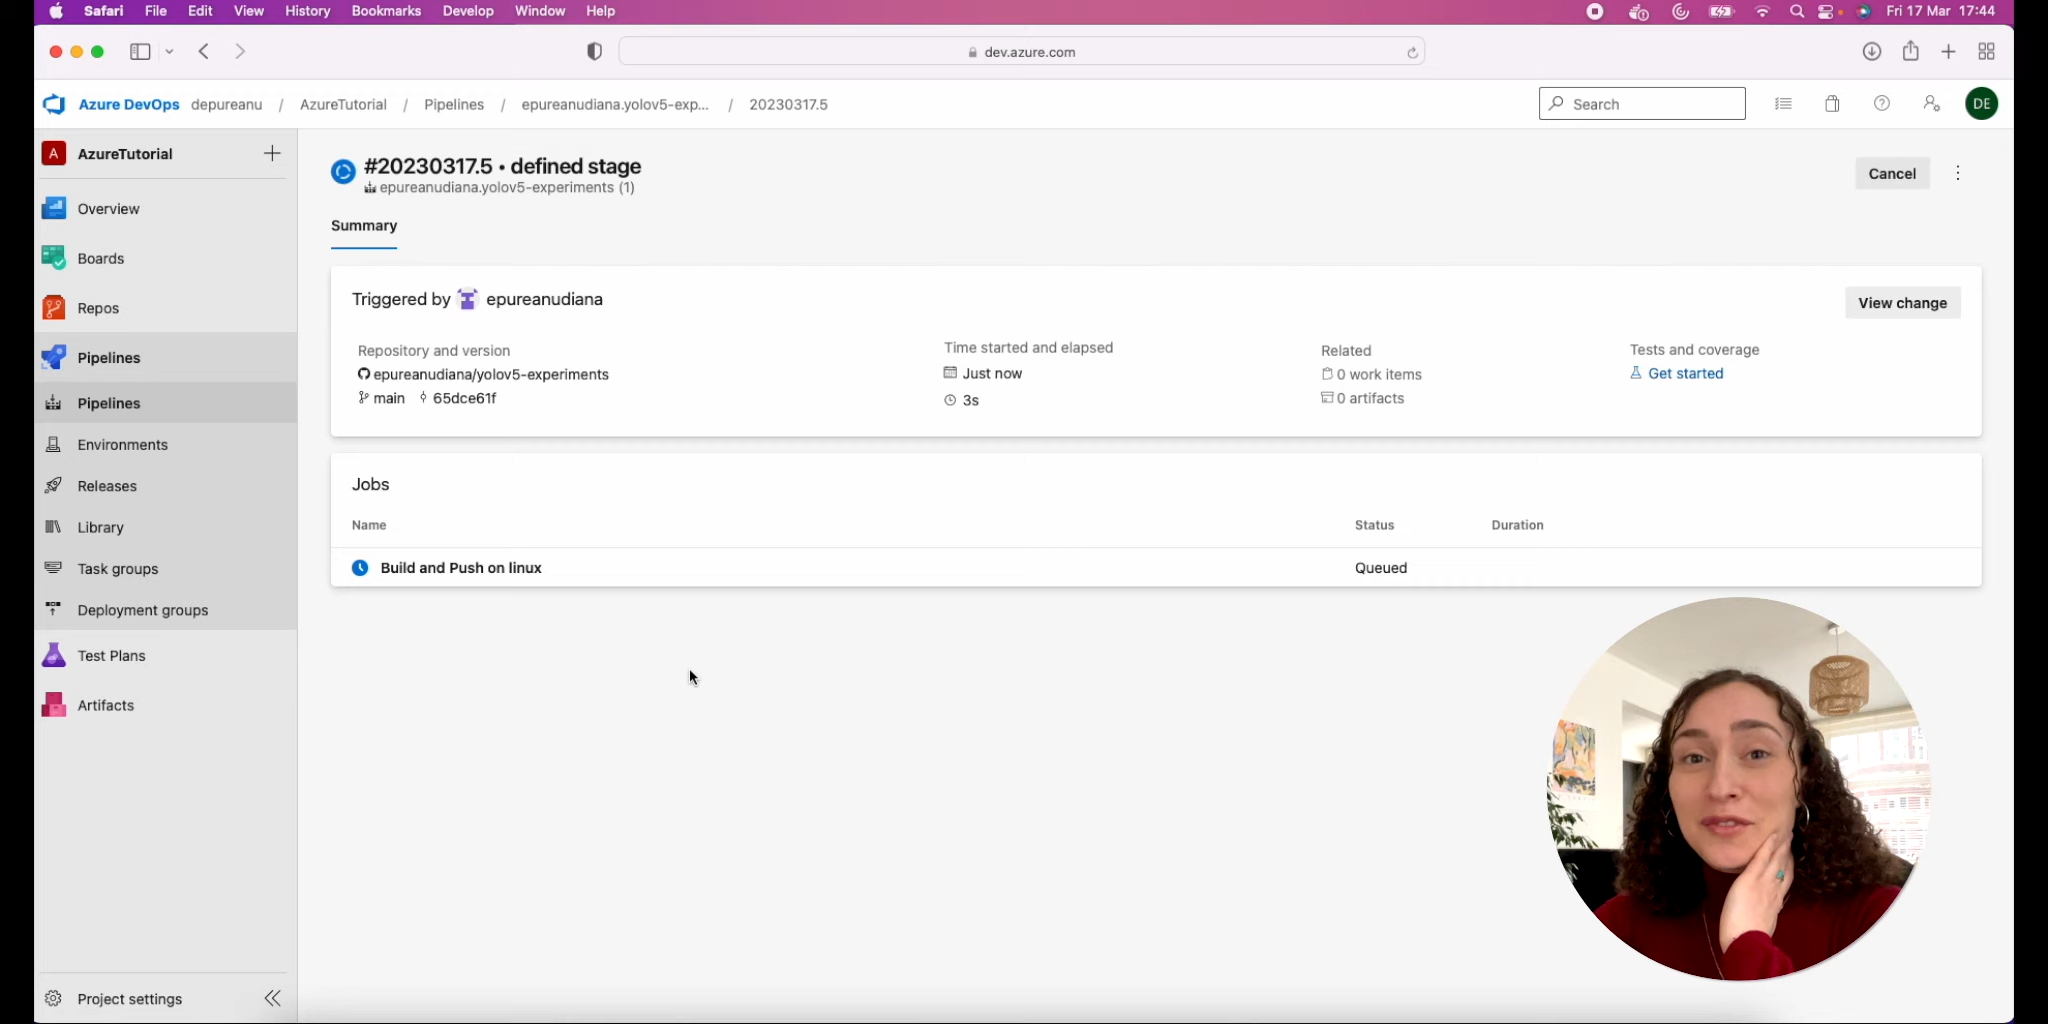 Safari File Edit View History Bookmarks Develop Window Help Fri 17 Mar 17:44
dev.azure.com
Azure DevOps depureanu / AzureTutorial / Pipelines / epureanudiana.yolov5-exp... / 20230317.5 Search DE
A AzureTutorial
Overview
Boards
Repos
Pipelines
Pipelines
Environments
Releases
Library
Task groups
Deployment groups
Test Plans
Artifacts
Project settings
#20230317.5 • defined stage
epureanudiana.yolov5-experiments (1)
Cancel
Summary
Triggered by epureanudiana
View change
Repository and version
epureanudiana/yolov5-experiments
main 65dce61f
Time started and elapsed
Just now
3s
Related
0 work items
0 artifacts
Tests and coverage
Get started
Jobs
Name Status Duration
Build and Push on linux Queued